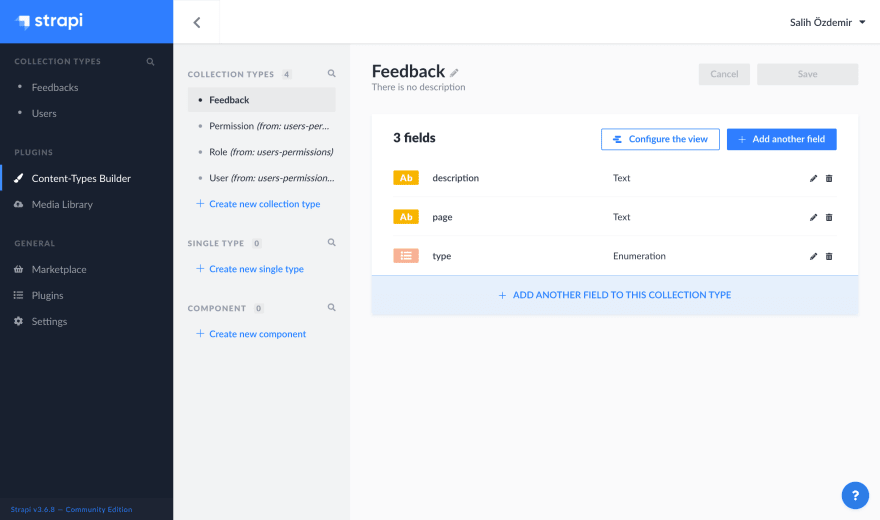 strapi
Salih Özdemir
COLLECTION TYPES
Feedbacks
Users
PLUGINS
Content-Types Builder
Media Library
GENERAL
Marketplace
Plugins
Settings
Strapi v3.6.8 — Community Edition
COLLECTION TYPES 4
Feedback
Permission (from: users-per...
Role (from: users-permissions)
User (from: users-permission...
+ Create new collection type
SINGLE TYPE 0
+ Create new single type
COMPONENT 0
+ Create new component
Feedback
There is no description
Cancel
Save
3 fields
Configure the view
+ Add another field
Ab description Text
Ab page Text
type Enumeration
+ ADD ANOTHER FIELD TO THIS COLLECTION TYPE
?